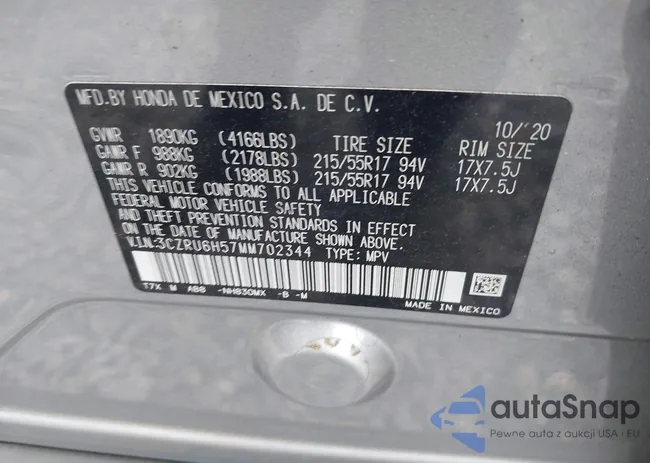 MFD.BY HONDA DE MEXICO S.A. DE C.V.
10/'20
GVWR 1890KG (4166LBS) TIRE SIZE RIM SIZE
GAWR F 988KG (2178LBS) 215/55R17 94V 17X7.5J
GAWR R 902KG (1988LBS) 215/55R17 94V 17X7.5J
THIS VEHICLE CONFORMS TO ALL APPLICABLE
FEDERAL MOTOR VEHICLE SAFETY
AND THEFT PREVENTION STANDARDS IN EFFECT
ON THE DATE OF MANUFACTURE SHOWN ABOVE.
V.I.N:3CZRU6H57MM702344 TYPE: MPV
T7X M AB8 -NH830MX -B -M
MADE IN MEXICO
autaSnap
Pewne auta z aukcji USA i EU